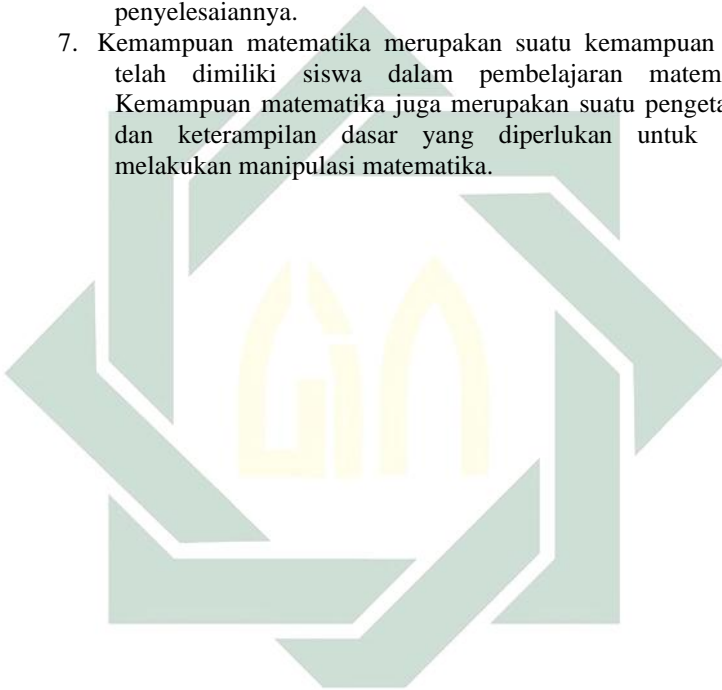 penyelesaiannya.
7. Kemampuan matematika merupakan suatu kemampuan
telah dimiliki siswa dalam pembelajaran matem
Kemampuan matematika juga merupakan suatu penget
dan keterampilan dasar yang diperlukan untuk
melakukan manipulasi matematika.